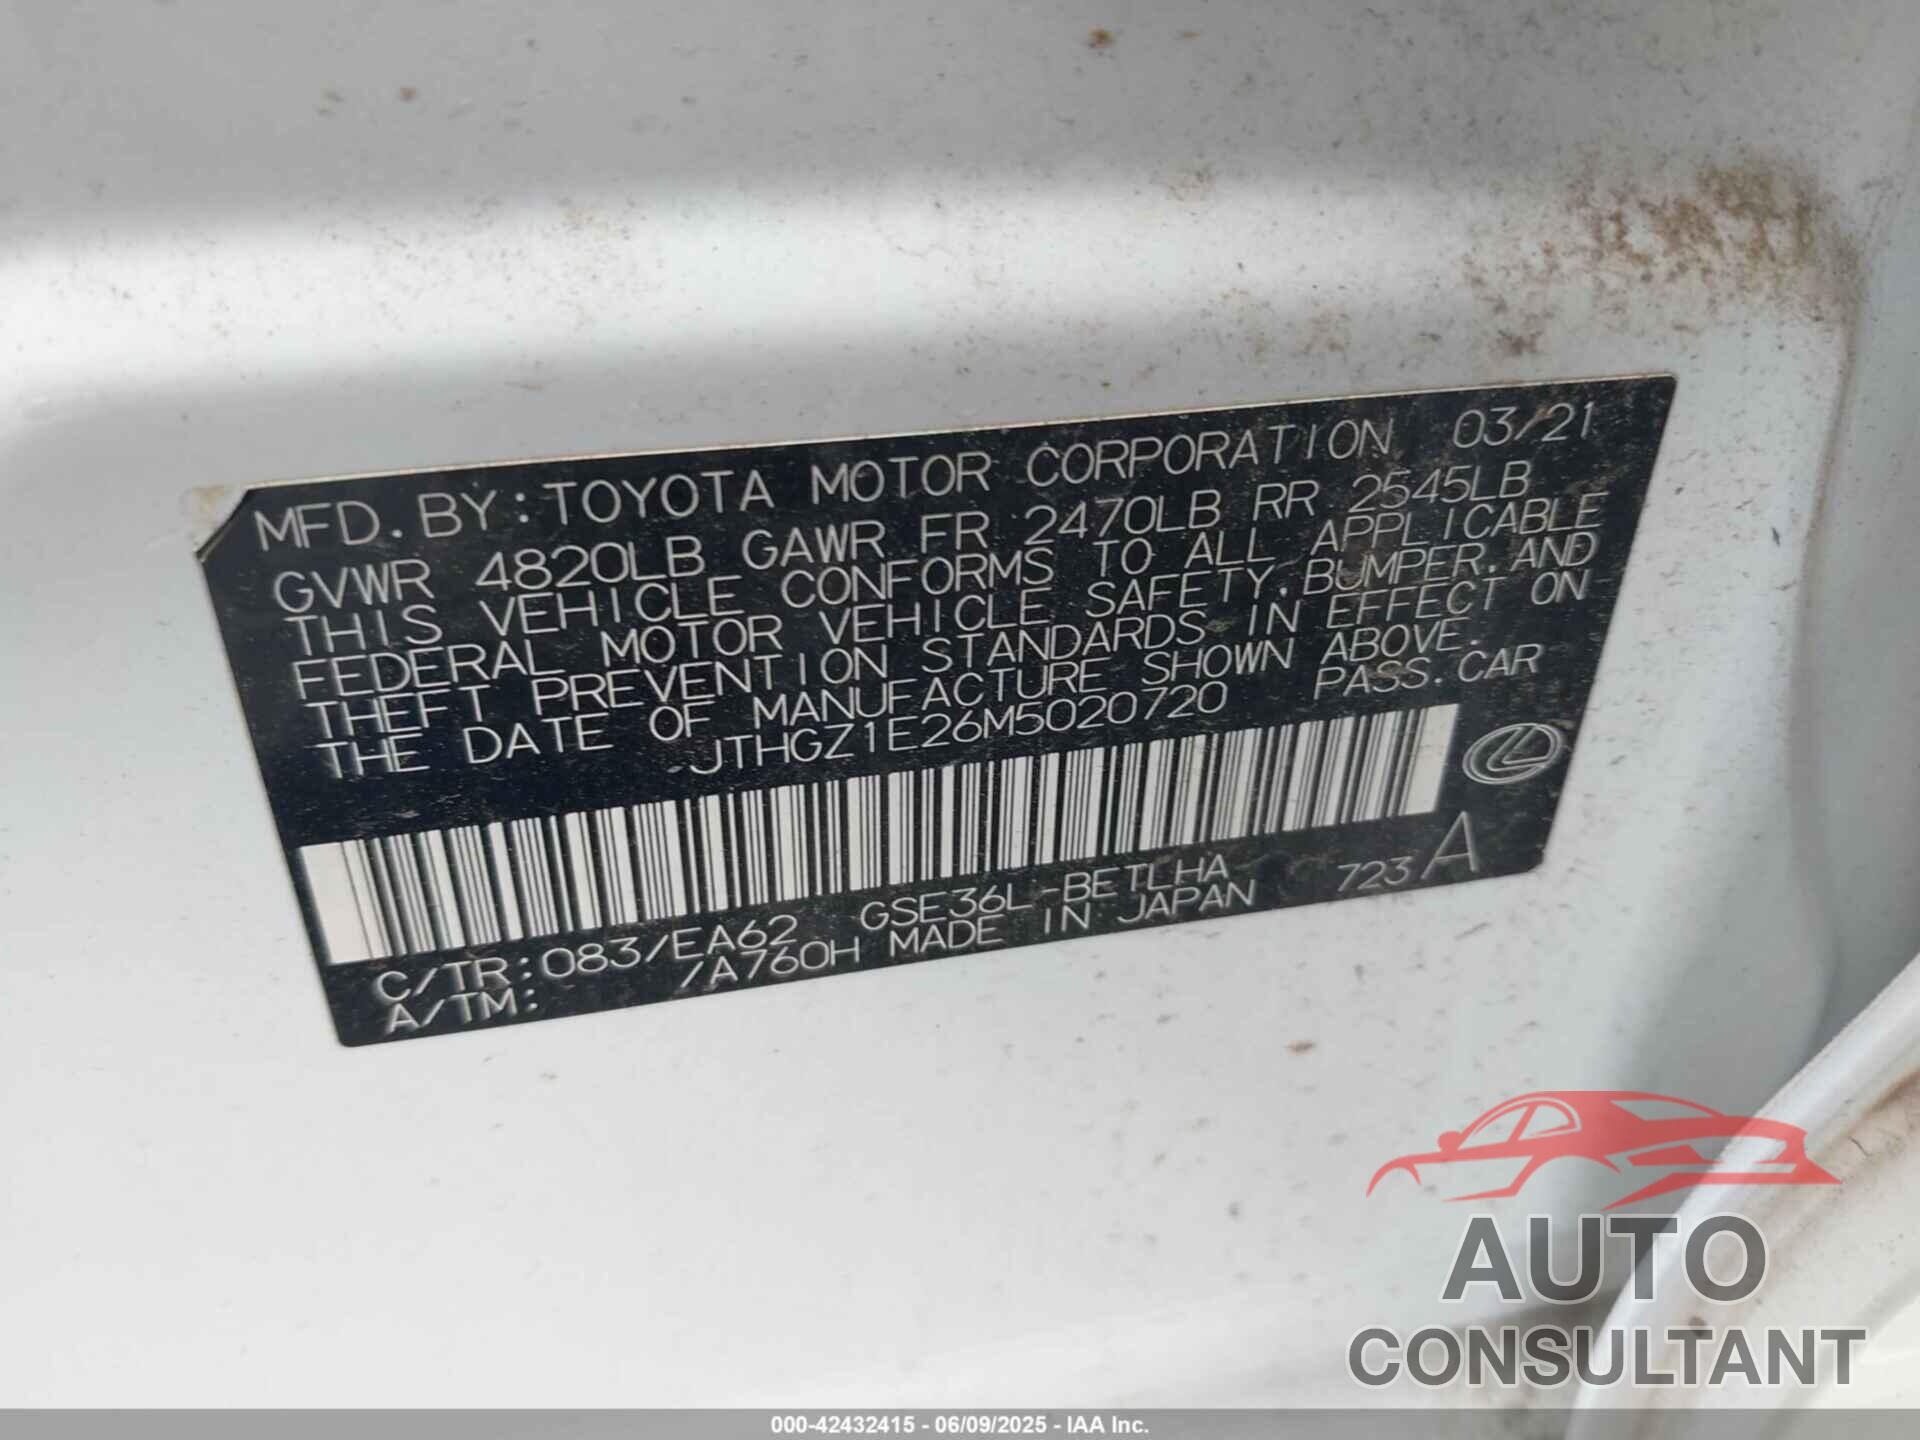 MFD. BY: TOYOTA MOTOR CORPORATION 03/21
GVWR 4820LB GAWR FR 2470LB RR 2545LB
THIS VEHICLE CONFORMS TO ALL APPLICABLE
FEDERAL MOTOR VEHICLE SAFETY, BUMPER, AND
THEFT PREVENTION STANDARDS IN EFFECT ON
THE DATE OF MANUFACTURE SHOWN ABOVE.
JTHGZ1E26M5020720 PASS. CAR
C/TR: 083/EA62 GSE36L-BETLHA 723A
A/TM: /A760H MADE IN JAPAN
AUTO
CONSULTANT
000-42432415 - 06/09/2025 - IAA Inc.